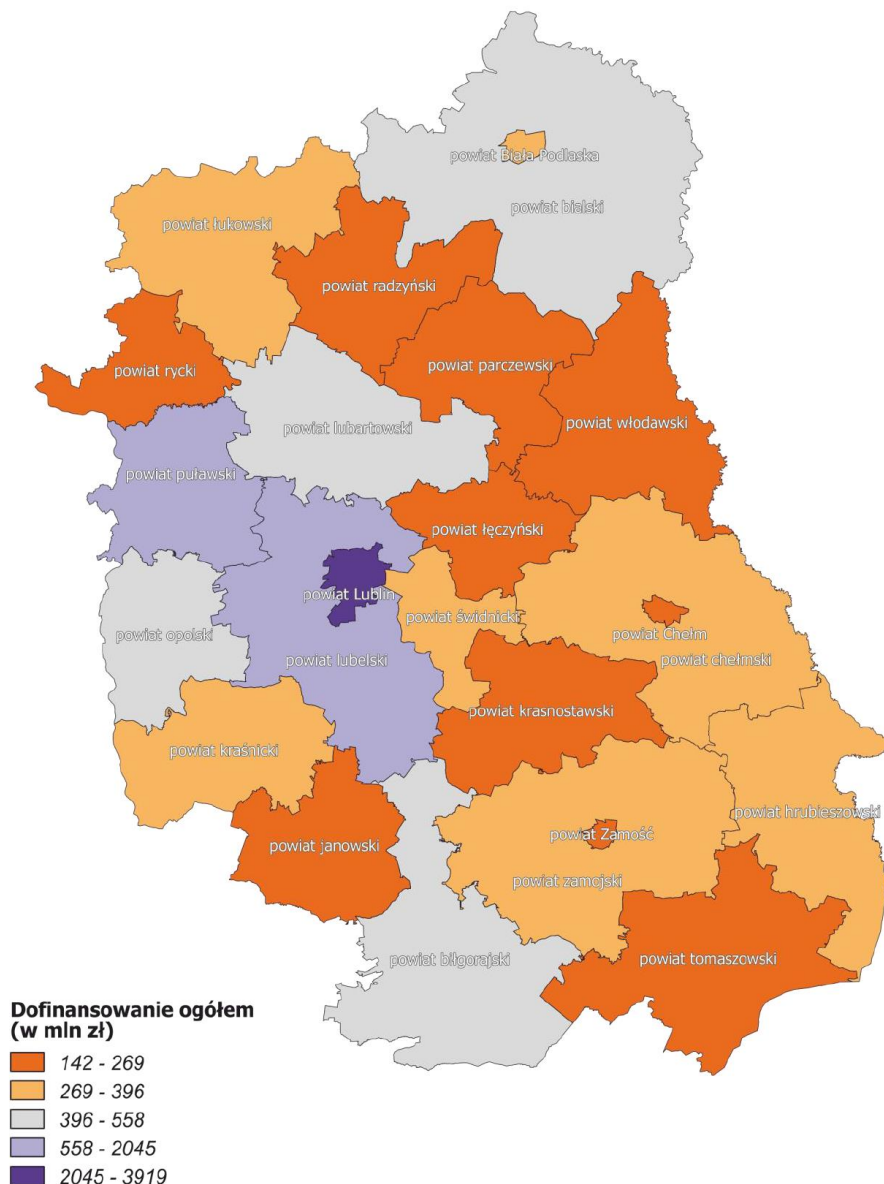 powiat Biała Podlaska
powiat bialski
powiat łukowski
powiat radzyński
powiat rycki
powiat parczewski
powiat włodawski
powiat lubartowski
powiat puławski
powiat łęczyński
powiat Lublin
powiat świdnicki
powiat opolski
powiat Chełm
powiat lubelski
powiat chełmski
powiat krasnostawski
powiat kraśnicki
powiat hrubieszowski
powiat Zamość
powiat janowski
powiat zamojski
powiat biłgorajski
powiat tomaszowski
Dofinansowanie ogółem
(w mln zł)
142 - 269
269 - 396
396 - 558
558 - 2045
2045 - 3919